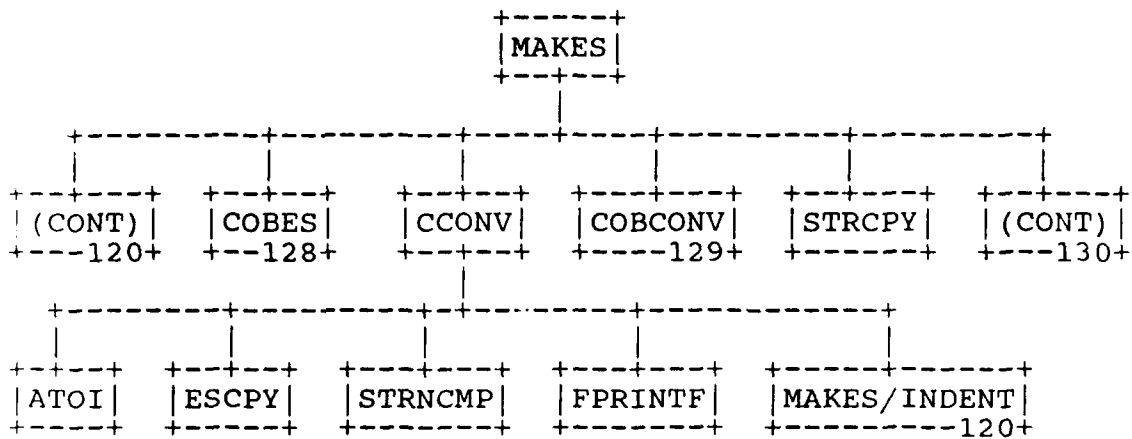 MAKES
(CONT) COBES CCONV COBCONV STRCPY (CONT)
120 128 129 130
ATOI ESCPY STRNCMP FPRINTF MAKES/INDENT
120